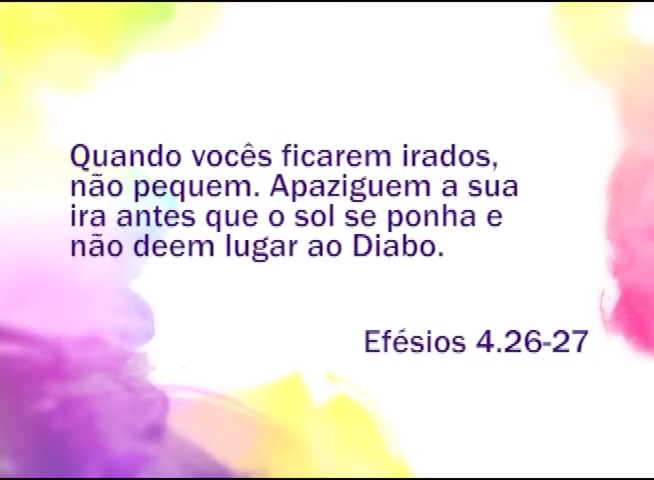 Quando vocês ficarem irados,
não pequem. Apaziguem a sua
ira antes que o sol se ponha e
não deem lugar ao Diabo.
Efésios 4.26-27